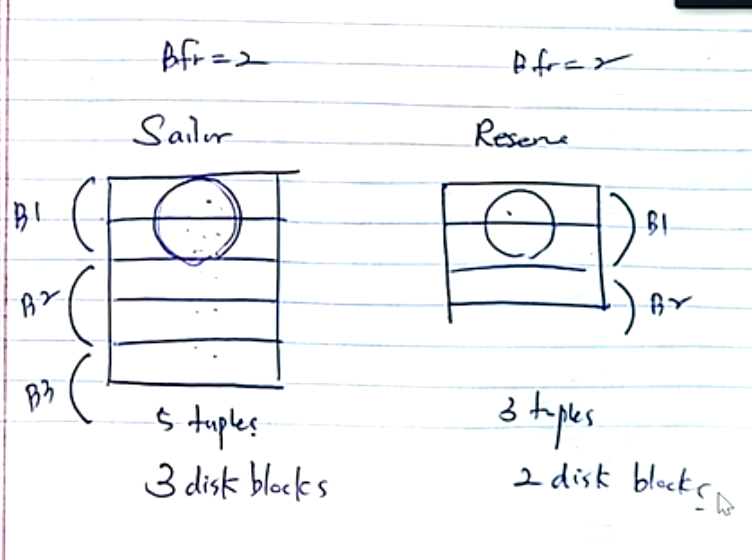 Bfr = 2
Bfr = 2
Sailor
Reserve
B1
B2
B3
B1
B2
5 tuples
3 disk blocks
3 tuples
2 disk blocks